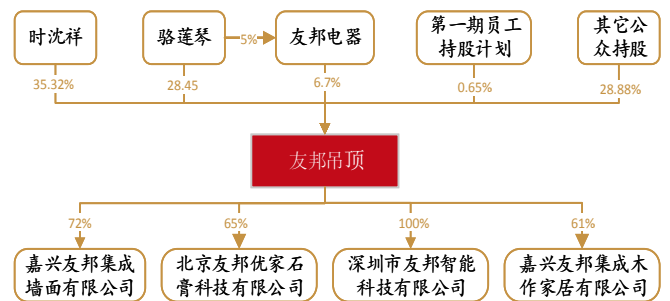 时沈祥
骆莲琴
5%
友邦电器
第一期员工
持股计划
其它公
众持股
35.32%
28.45
6.7%
0.65%
28.88%
友邦吊顶
72%
65%
100%
61%
嘉兴友邦集成
墙面有限公司
北京友邦优家石
膏科技有限公司
深圳市友邦智能
科技有限公司
嘉兴友邦集成木
作家居有限公司